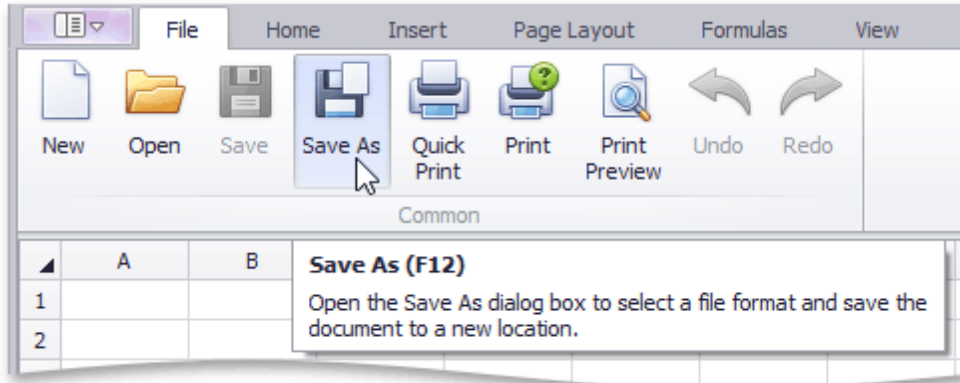 File Home Insert Page Layout Formulas View
New Open Save Save As Quick Print Print Print Preview Undo Redo
Common
A B
Save As (F12)
1
Open the Save As dialog box to select a file format and save the
2
document to a new location.